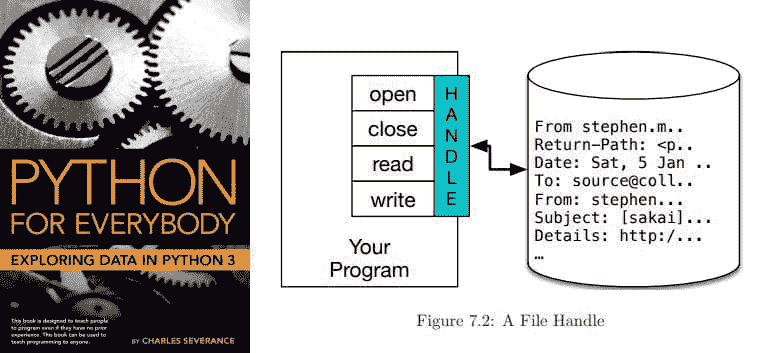 PYTHON
FOR EVERYBODY
EXPLORING DATA IN PYTHON 3
This book is designed to teach people
to program even if they have no prior
experience. This book can be used to
teach programming to anyone.
BY CHARLES SEVERANCE
open
close
read
write
HANDLE
Your
Program
From stephen.m..
Return-Path: <p..
Date: Sat, 5 Jan ..
To: source@coll..
From: stephen...
Subject: [sakai]...
Details: http:/...
…
Figure 7.2: A File Handle